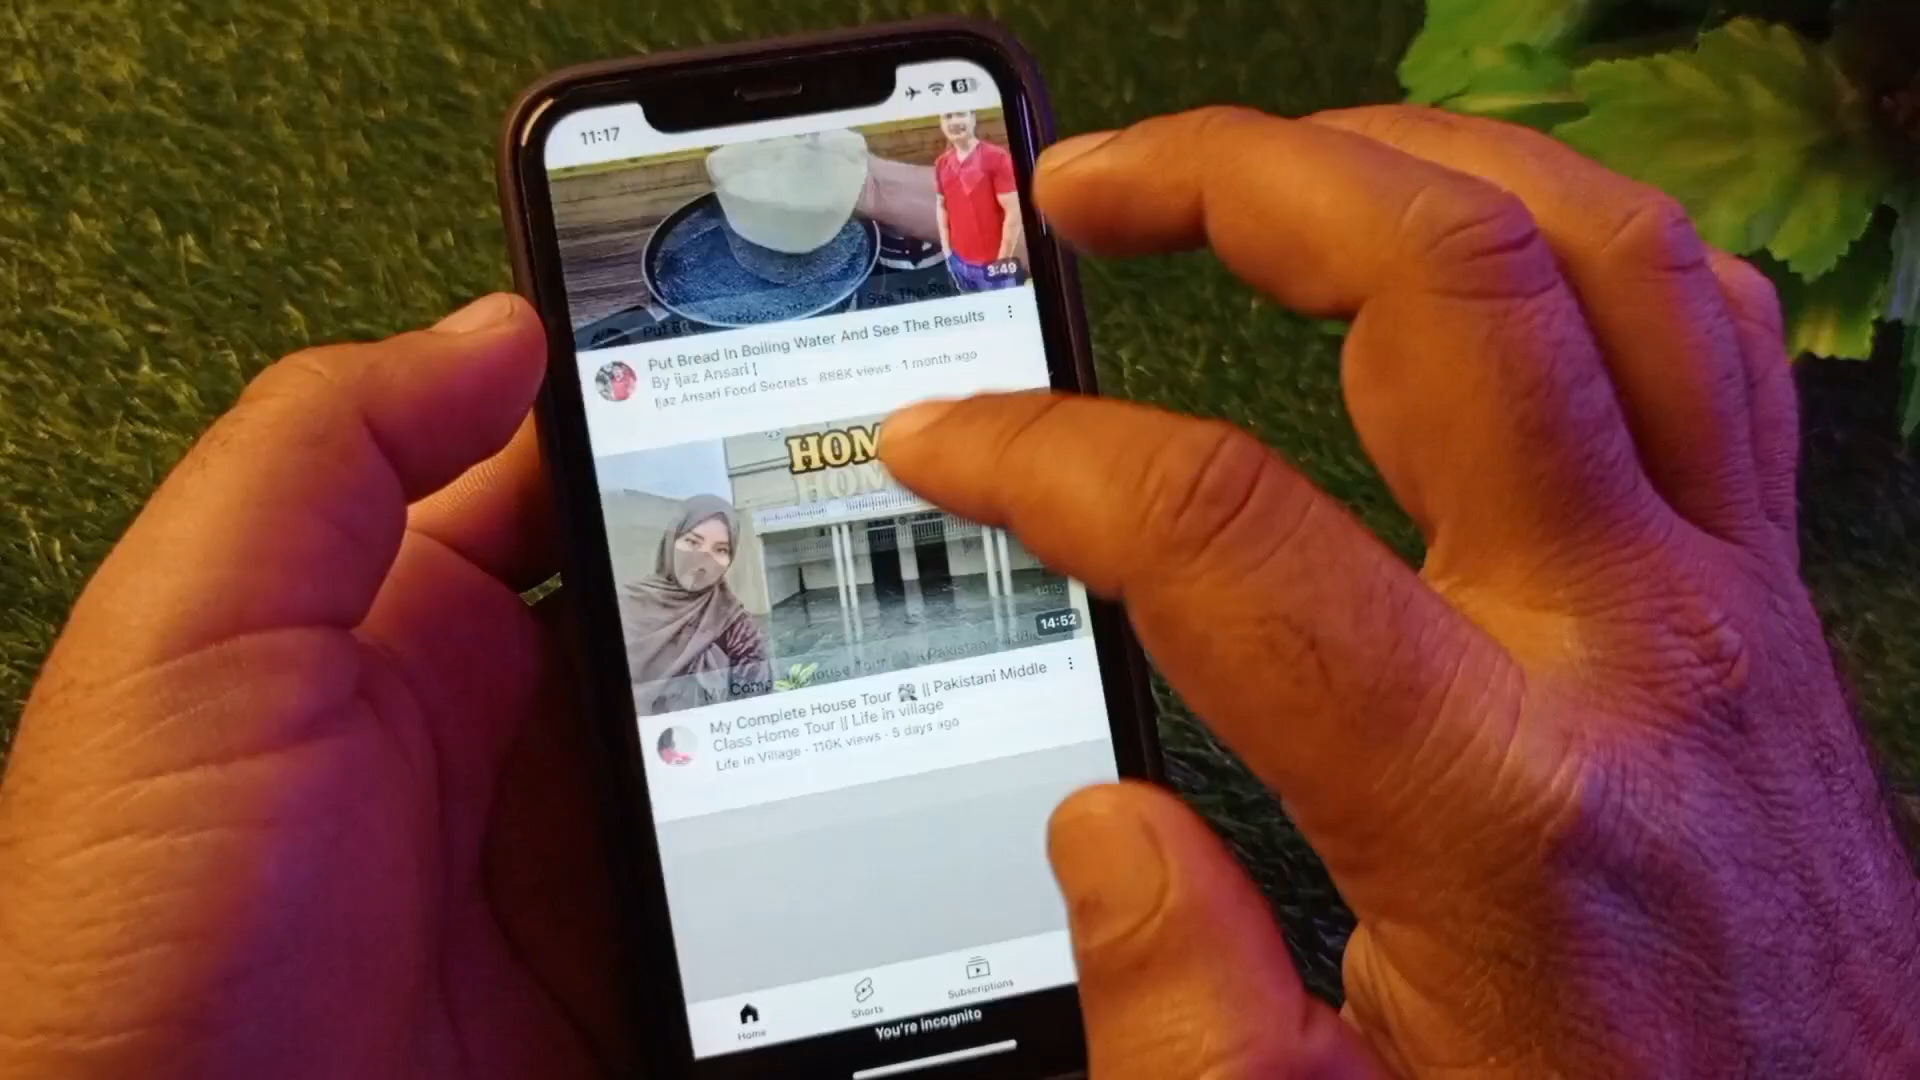 11:17
61
3:49
Put Bread In Boiling Water And See The Results
By ijaz Ansari |
Ijaz Ansari Food Secrets · 888K views · 1 month ago
HOM
HOM
14:52
My Complete House Tour || Pakistani Middle
Class Home Tour || Life in village
Life in Village · 110K views · 5 days ago
Home
Shorts
Subscriptions
You're incognito